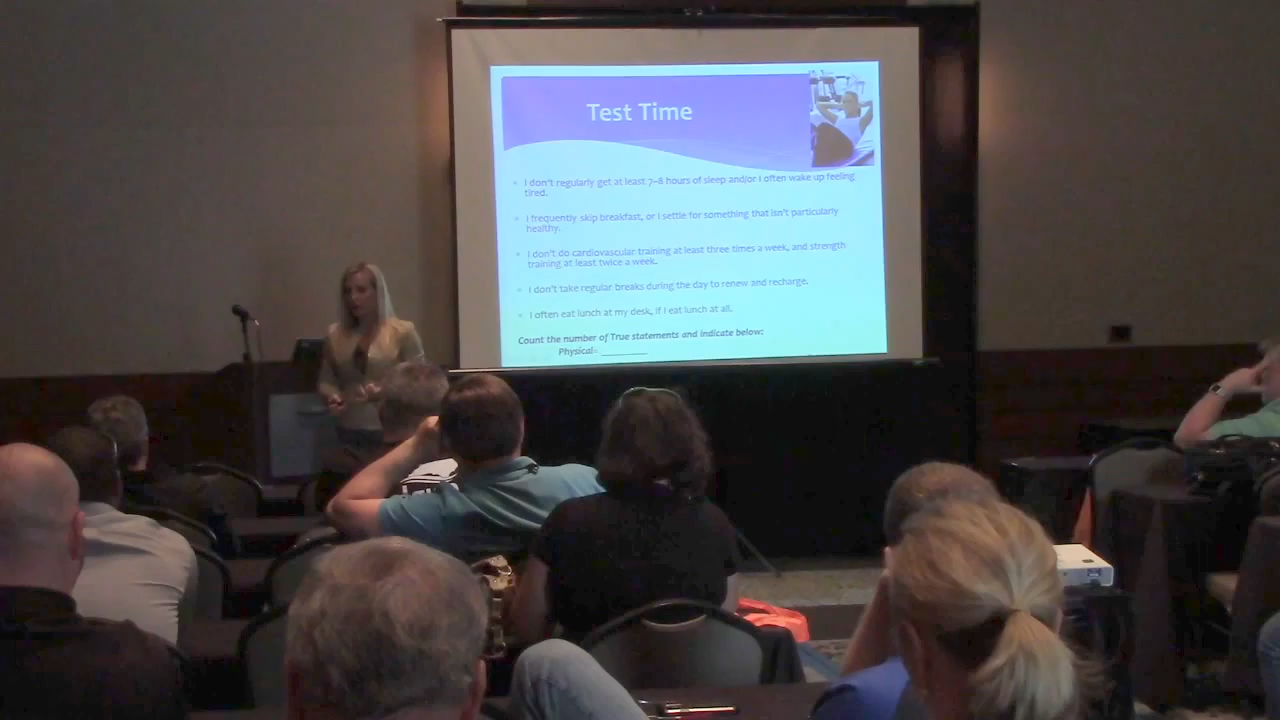 Test Time
I don't regularly get at least 7–8 hours of sleep and/or I often wake up feeling
tired.
I frequently skip breakfast, or I settle for something that isn't particularly
healthy.
I don't do cardiovascular training at least three times a week, and strength
training at least twice a week.
I don't take regular breaks during the day to renew and recharge.
I often eat lunch at my desk, if I eat lunch at all.
Count the number of True statements and indicate below:
Physical= ________